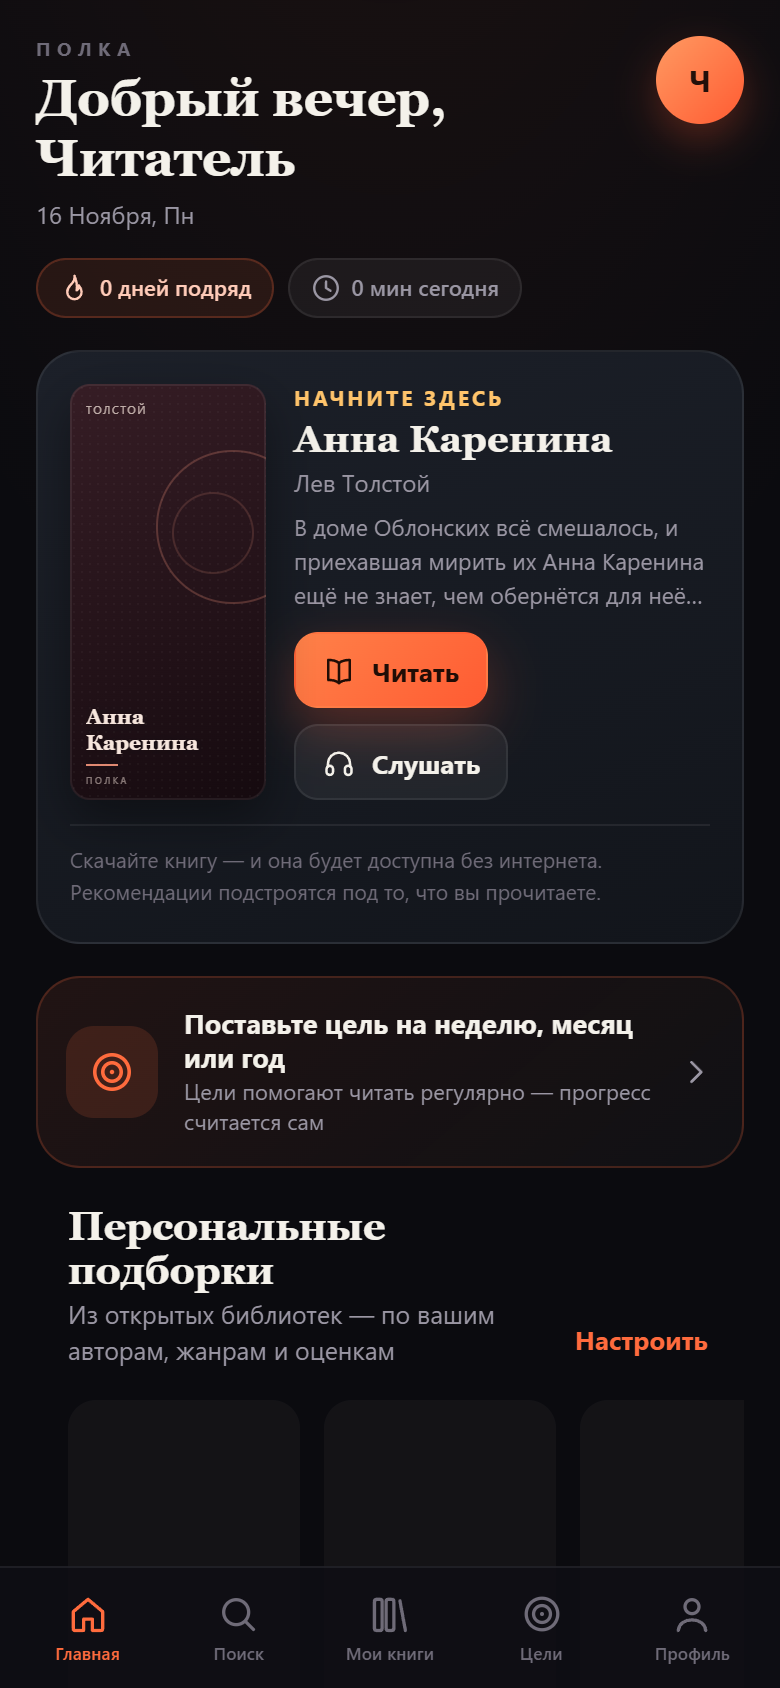 ПОЛКА
Добрый вечер,
Читатель
Ч
16 Ноября, Пн
0 дней подряд
0 мин сегодня
ТОЛСТОЙ
Анна
Каренина
ПОЛКА
НАЧНИТЕ ЗДЕСЬ
Анна Каренина
Лев Толстой
В доме Облонских всё смешалось, и
приехавшая мирить их Анна Каренина
ещё не знает, чем обернётся для неё…
Читать
Слушать
Скачайте книгу — и она будет доступна без интернета.
Рекомендации подстроятся под то, что вы прочитаете.
Поставьте цель на неделю, месяц
или год
Цели помогают читать регулярно — прогресс
считается сам
Персональные
подборки
Из открытых библиотек — по вашим
авторам, жанрам и оценкам
Настроить
Главная
Поиск
Мои книги
Цели
Профиль